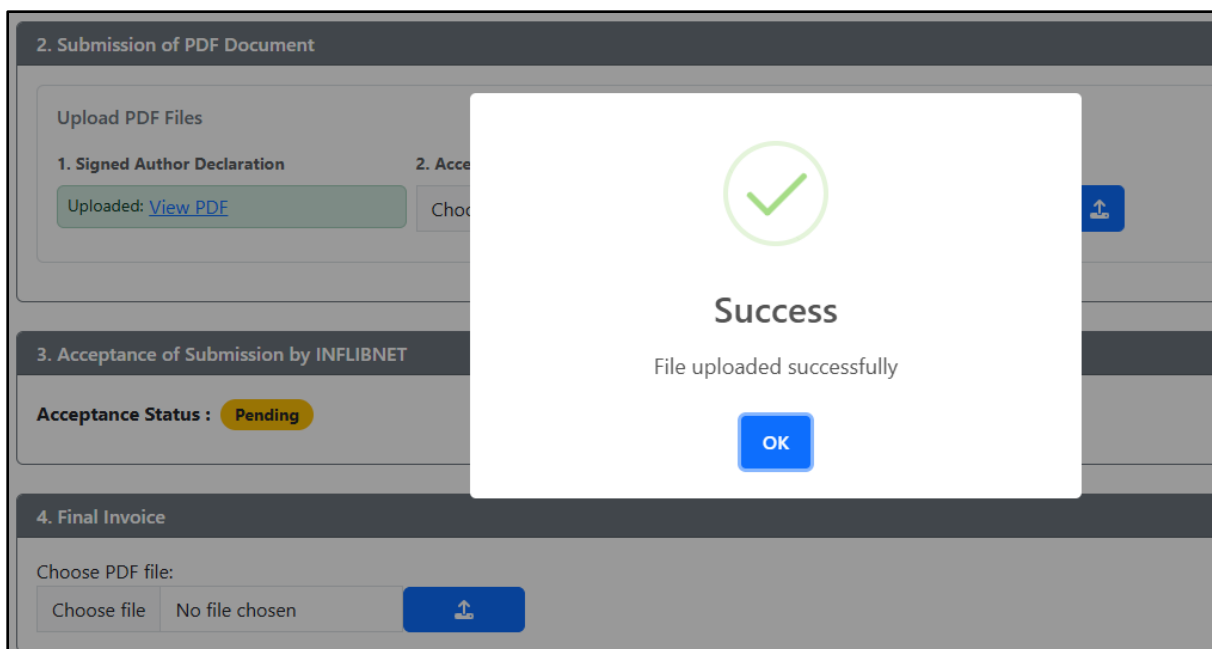 2. Submission of PDF Document
Upload PDF Files
1. Signed Author Declaration
2. Acce
Uploaded: View PDF
Choo
Success
File uploaded successfully
OK
3. Acceptance of Submission by INFLIBNET
Acceptance Status : Pending
4. Final Invoice
Choose PDF file:
Choose file No file chosen